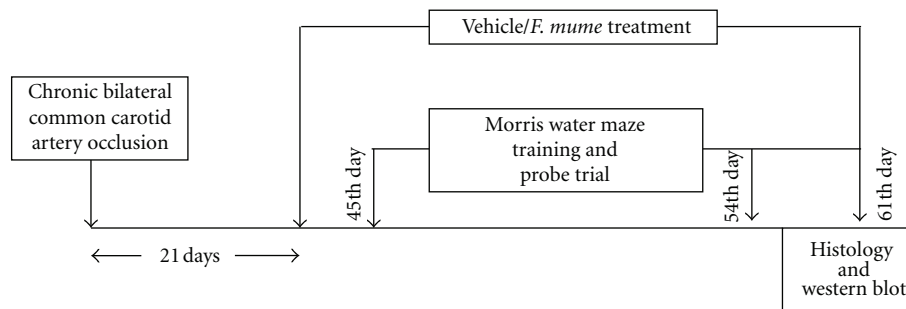 Vehicle/F. mume treatment
Chronic bilateral
common carotid
artery occlusion
Morris water maze
training and
probe trial
45th day
54th day
61th day
21 days
Histology
and
western blot